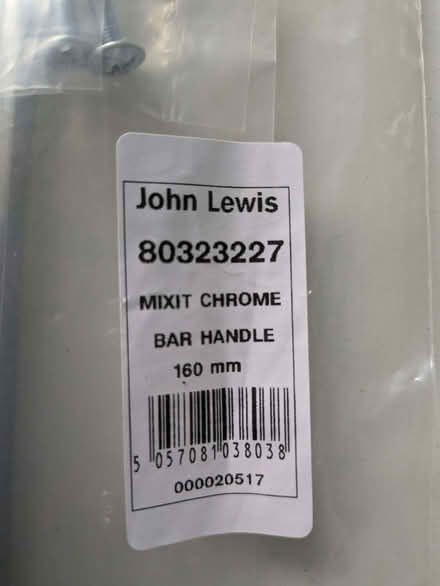 John Lewis
80323227
MIXIT CHROME
BAR HANDLE
160 mm
5 057081 038038
000020517